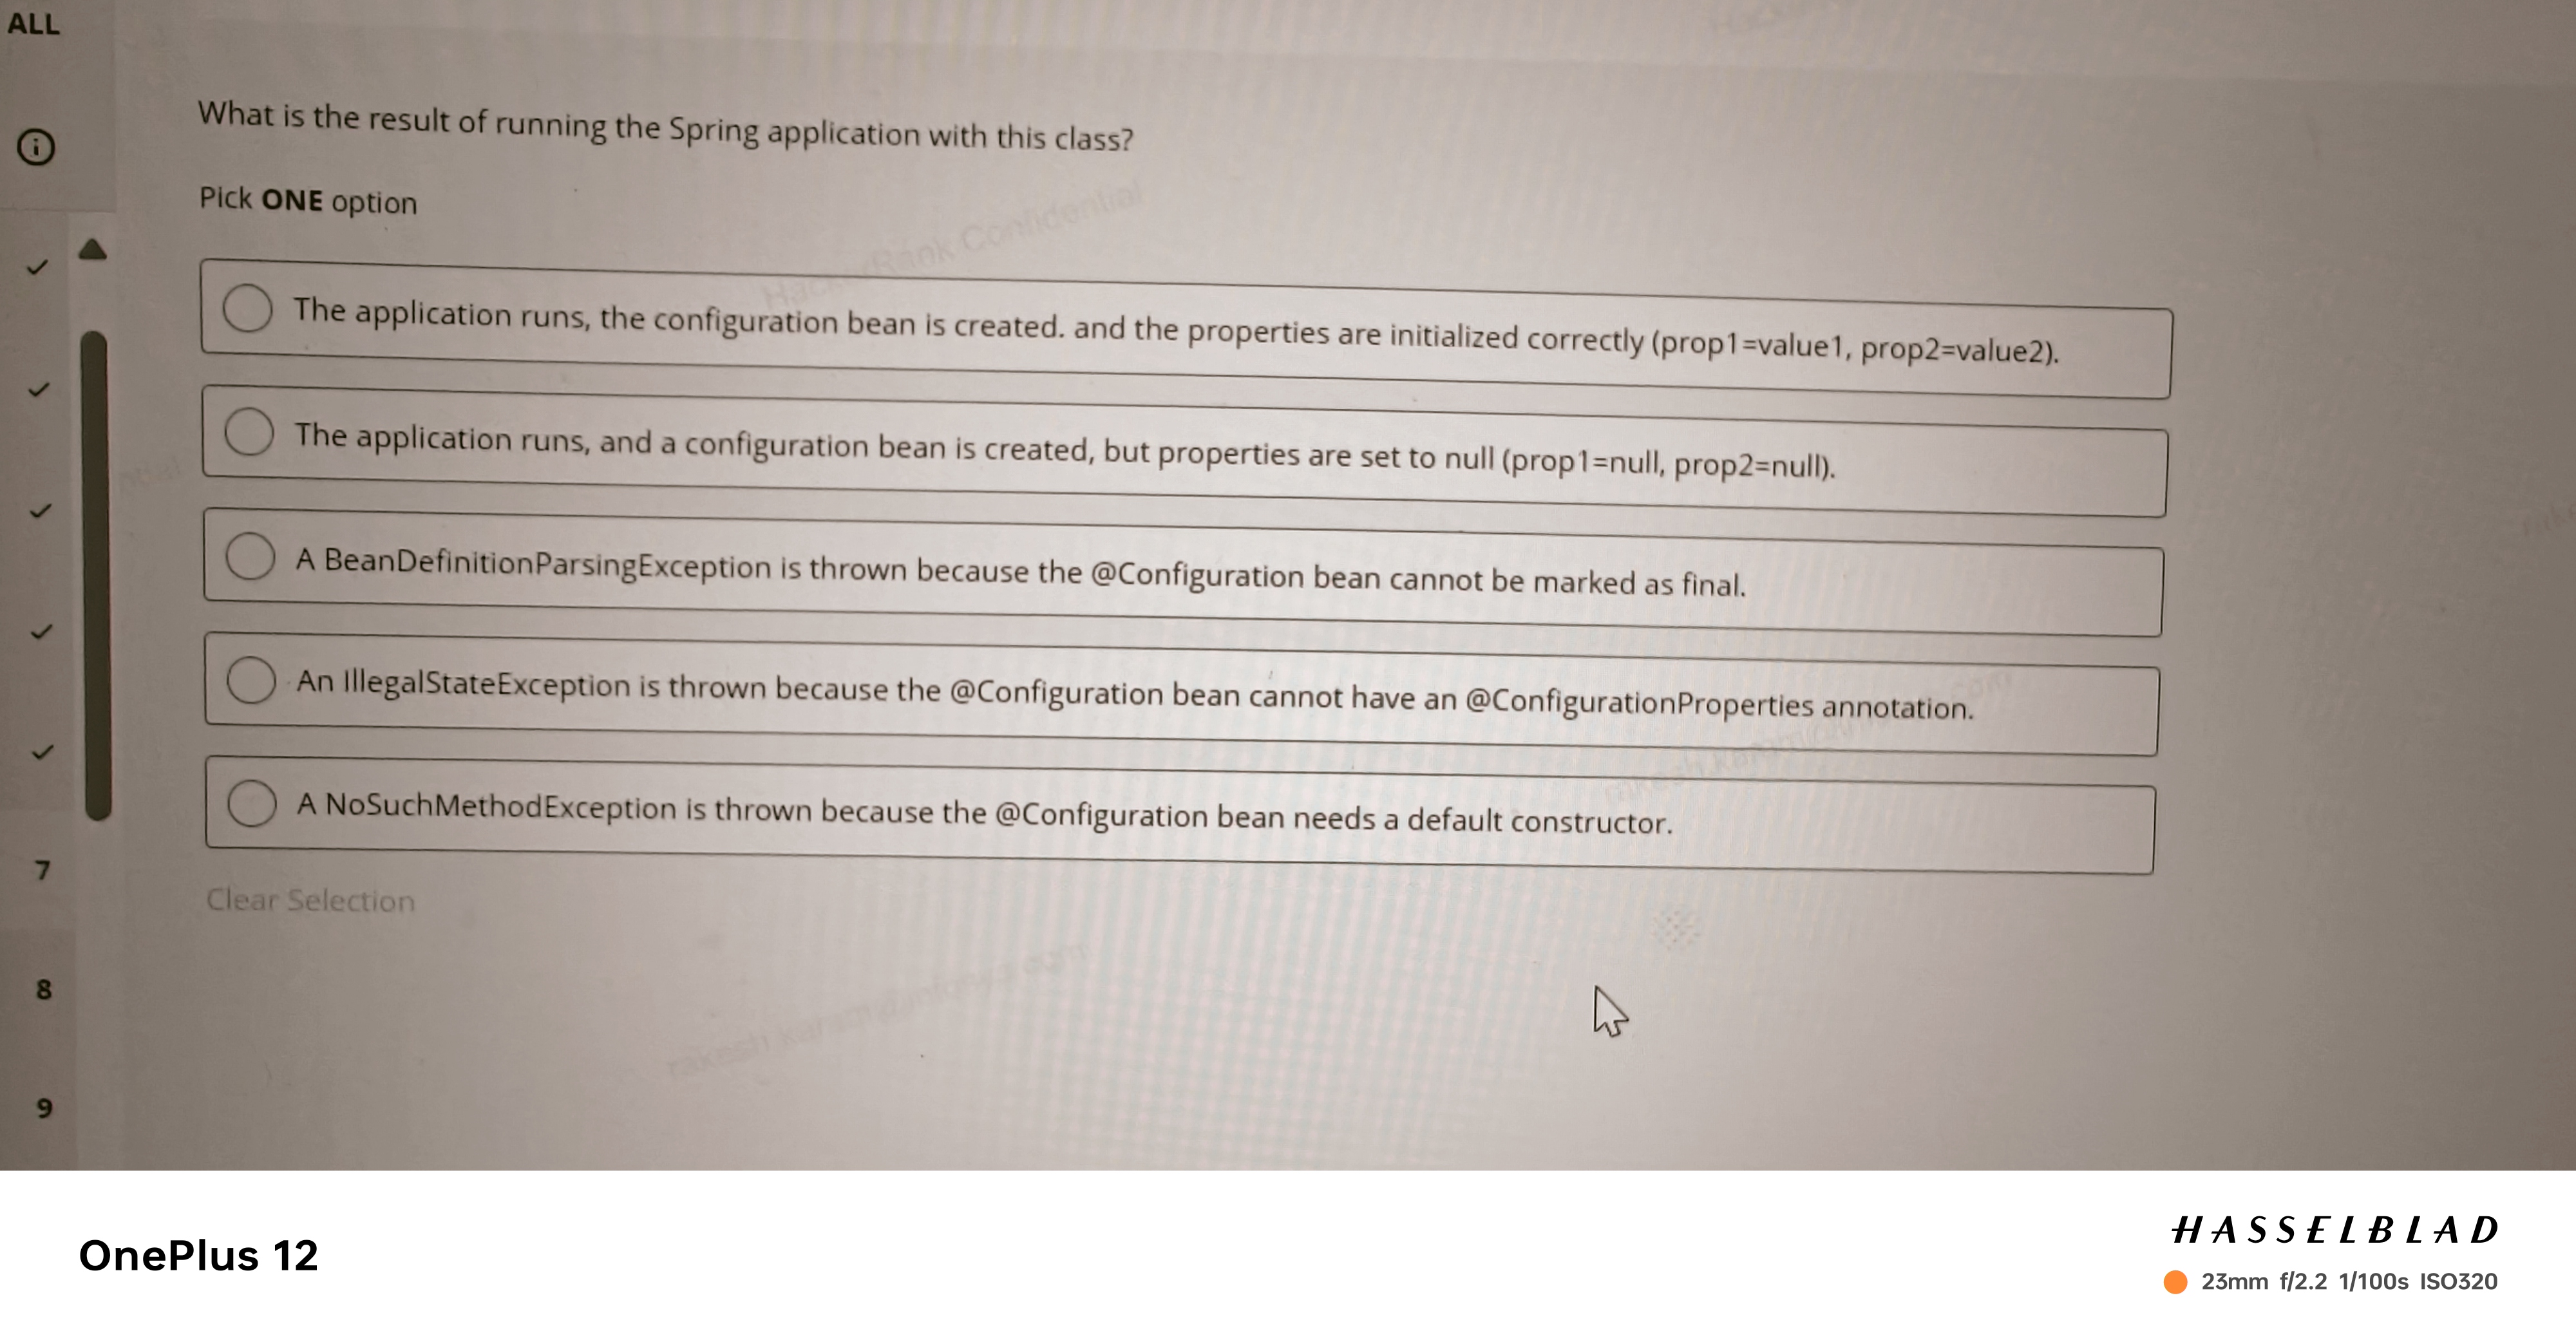 ALL
What is the result of running the Spring application with this class?
Pick ONE option
HackerRank Confidential
The application runs, the configuration bean is created. and the properties are initialized correctly (prop1=value1, prop2=value2).
The application runs, and a configuration bean is created, but properties are set to null (prop1=null, prop2=null).
A BeanDefinitionParsingException is thrown because the @Configuration bean cannot be marked as final.
An IllegalStateException is thrown because the @Configuration bean cannot have an @ConfigurationProperties annotation.
A NoSuchMethodException is thrown because the @Configuration bean needs a default constructor.
7
Clear Selection
8
9
OnePlus 12
HASSELBLAD
23mm f/2.2 1/100s ISO320